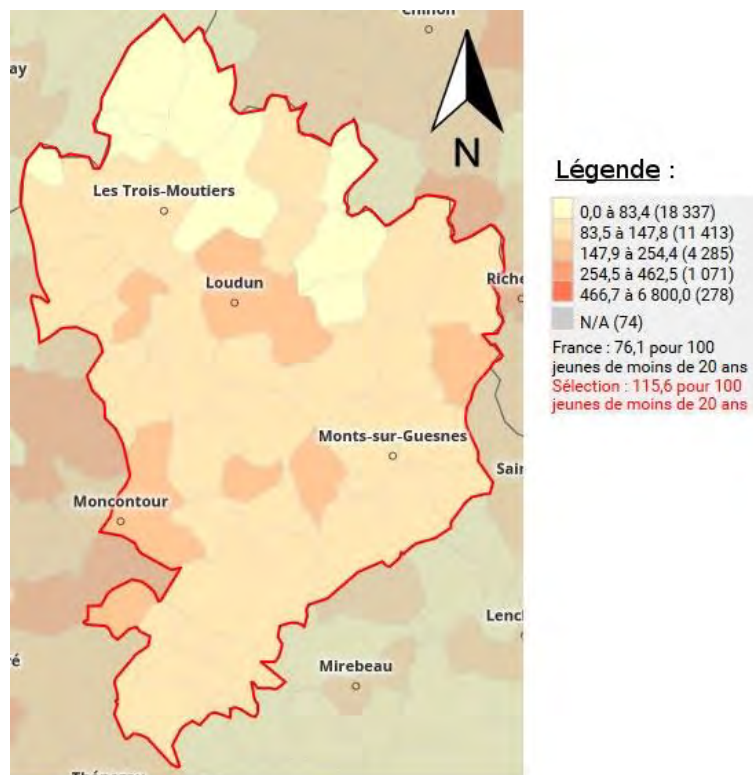 Chinon
ay
N
Les Trois-Moutiers
Loudun
Riche
Monts-sur-Guesnes
Sain
Moncontour
Lencl
ré
Mirebeau
Légende :
0,0 à 83,4 (18 337)
83,5 à 147,8 (11 413)
147,9 à 254,4 (4 285)
254,5 à 462,5 (1 071)
466,7 à 6 800,0 (278)
N/A (74)
France : 76,1 pour 100
jeunes de moins de 20 ans
Sélection : 115,6 pour 100
jeunes de moins de 20 ans